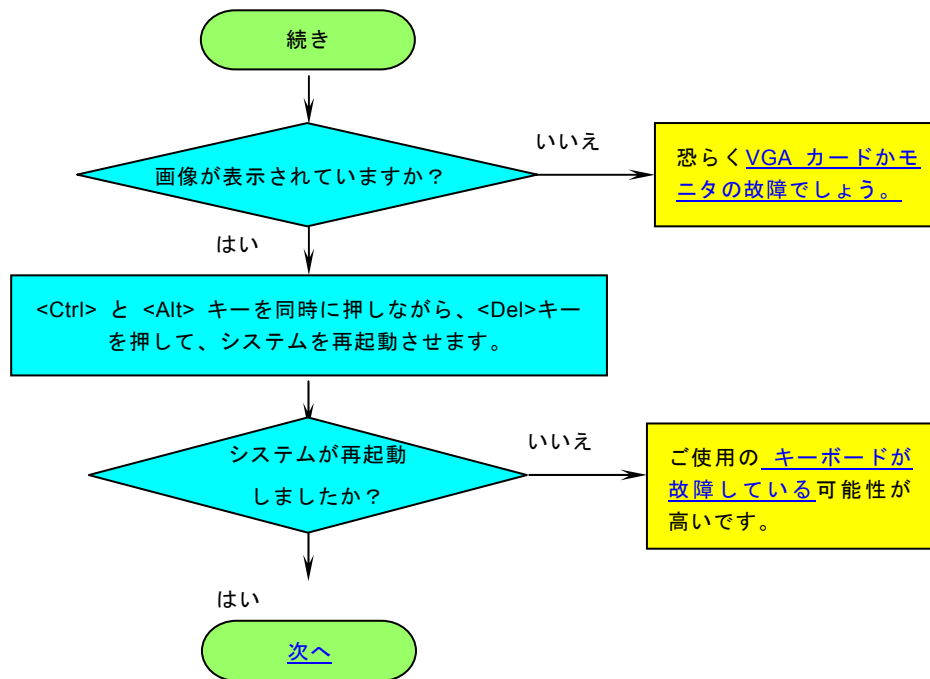 続き
画像が表示されていますか？
いいえ
恐らくVGA カードかモ
ニタの故障でしょう。
はい
<Ctrl> と <Alt> キーを同時に押しながら、<Del>キー
を押して、システムを再起動させます。
システムが再起動
しましたか？
いいえ
ご使用の キーボードが
故障している可能性が
高いです。
はい
次へ